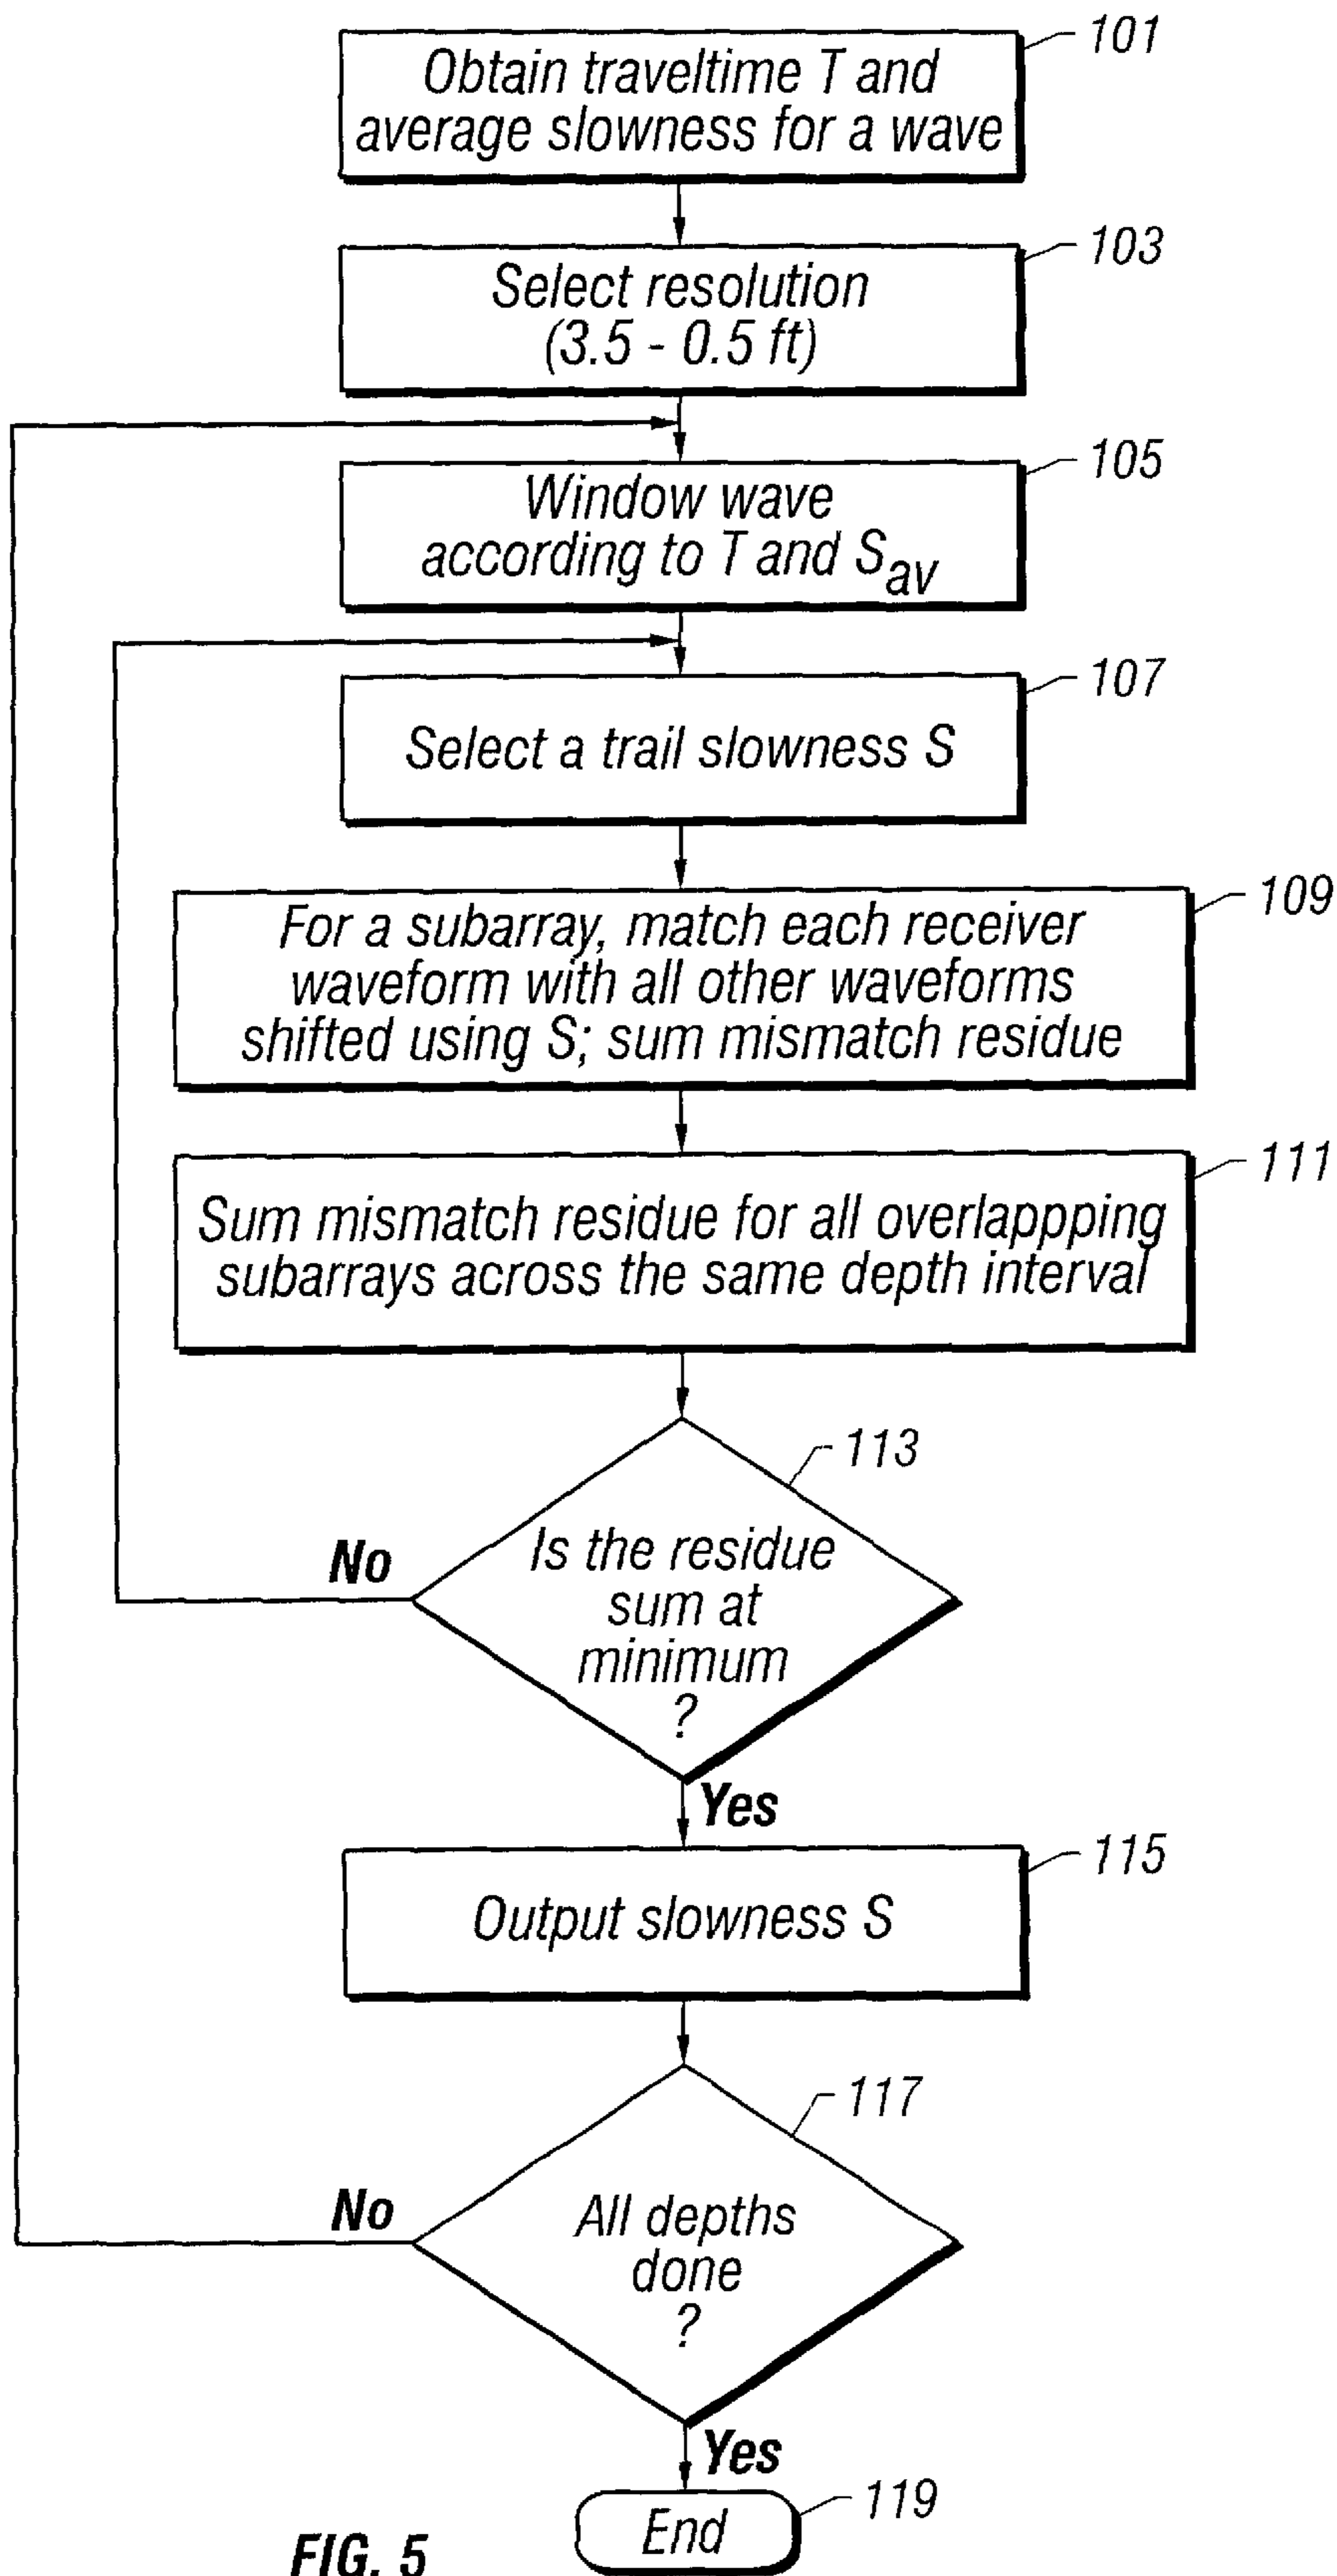 101
Obtain traveltime T and
average slowness for a wave
103
Select resolution
(3.5 - 0.5 ft)
105
Window wave
according to T and Sav
107
Select a trail slowness S
109
For a subarray, match each receiver
waveform with all other waveforms
shifted using S; sum mismatch residue
111
Sum mismatch residue for all overlappping
subarrays across the same depth interval
113
No
Is the residue
sum at
minimum
?
Yes
115
Output slowness S
117
No
All depths
done
?
Yes
119
End
FIG. 5